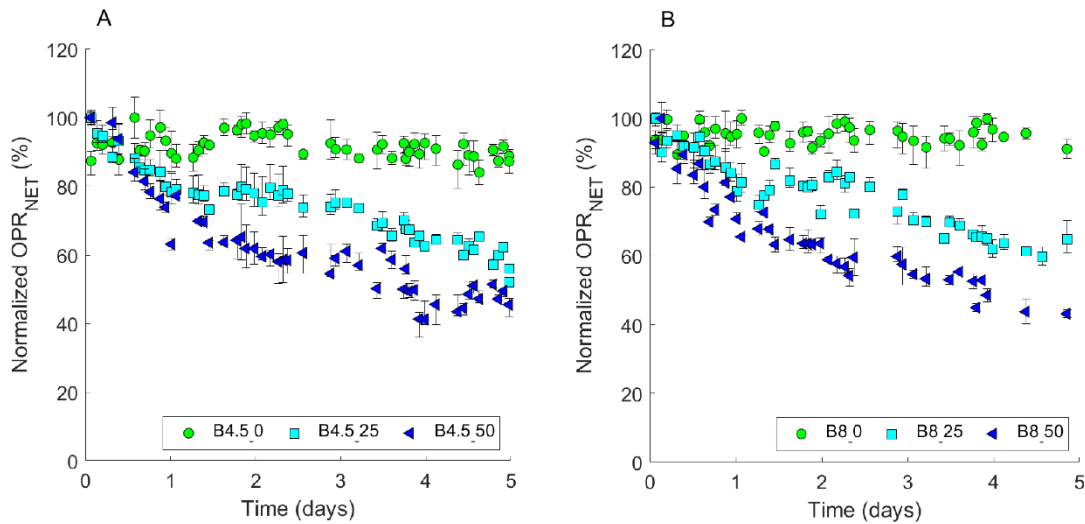 A
Normalized OPR_NET (%)
120
100
80
60
40
20
0
B4.5_0 B4.5_25 B4.5_50
0 1 2 3 4 5
Time (days)
B
Normalized OPR_NET (%)
120
100
80
60
40
20
0
B8_0 B8_25 B8_50
0 1 2 3 4 5
Time (days)